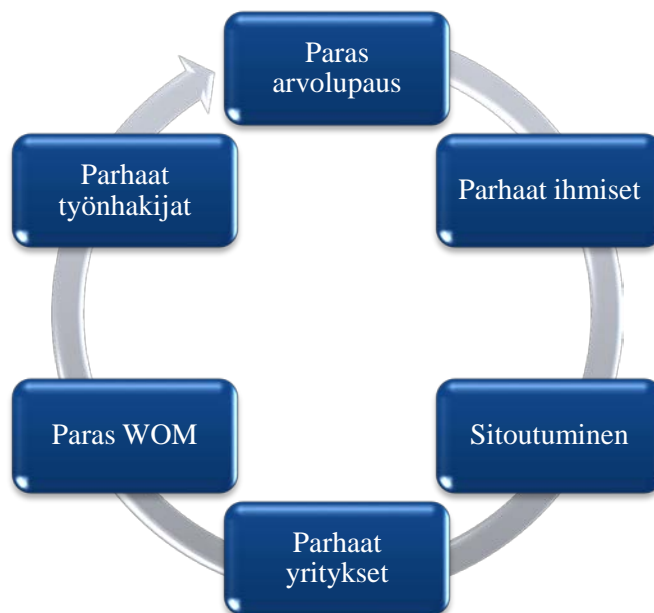 Paras
arvolupaus
Parhaat ihmiset
Sitoutuminen
Parhaat
yritykset
Paras WOM
Parhaat
työnhakijat